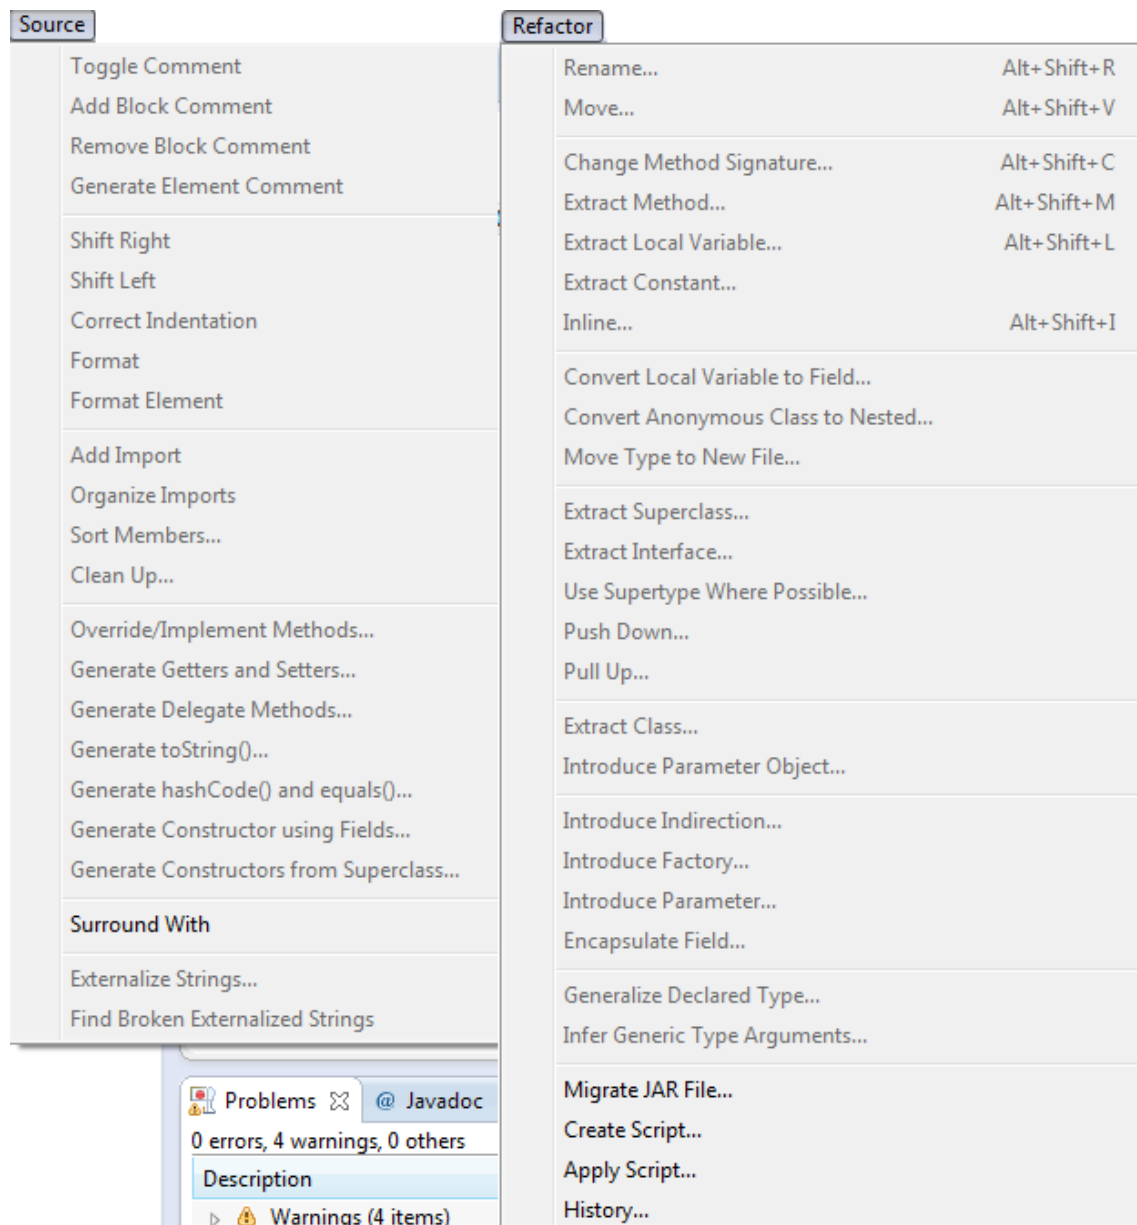 Source
Toggle Comment
Add Block Comment
Remove Block Comment
Generate Element Comment
Shift Right
Shift Left
Correct Indentation
Format
Format Element
Add Import
Organize Imports
Sort Members...
Clean Up...
Override/Implement Methods...
Generate Getters and Setters...
Generate Delegate Methods...
Generate toString()...
Generate hashCode() and equals()...
Generate Constructor using Fields...
Generate Constructors from Superclass...
Surround With
Externalize Strings...
Find Broken Externalized Strings
Problems @ Javadoc
0 errors, 4 warnings, 0 others
Description
Warnings (4 items)
Refactor
Rename... Alt+Shift+R
Move... Alt+Shift+V
Change Method Signature... Alt+Shift+C
Extract Method... Alt+Shift+M
Extract Local Variable... Alt+Shift+L
Extract Constant...
Inline... Alt+Shift+I
Convert Local Variable to Field...
Convert Anonymous Class to Nested...
Move Type to New File...
Extract Superclass...
Extract Interface...
Use Supertype Where Possible...
Push Down...
Pull Up...
Extract Class...
Introduce Parameter Object...
Introduce Indirection...
Introduce Factory...
Introduce Parameter...
Encapsulate Field...
Generalize Declared Type...
Infer Generic Type Arguments...
Migrate JAR File...
Create Script...
Apply Script...
History...